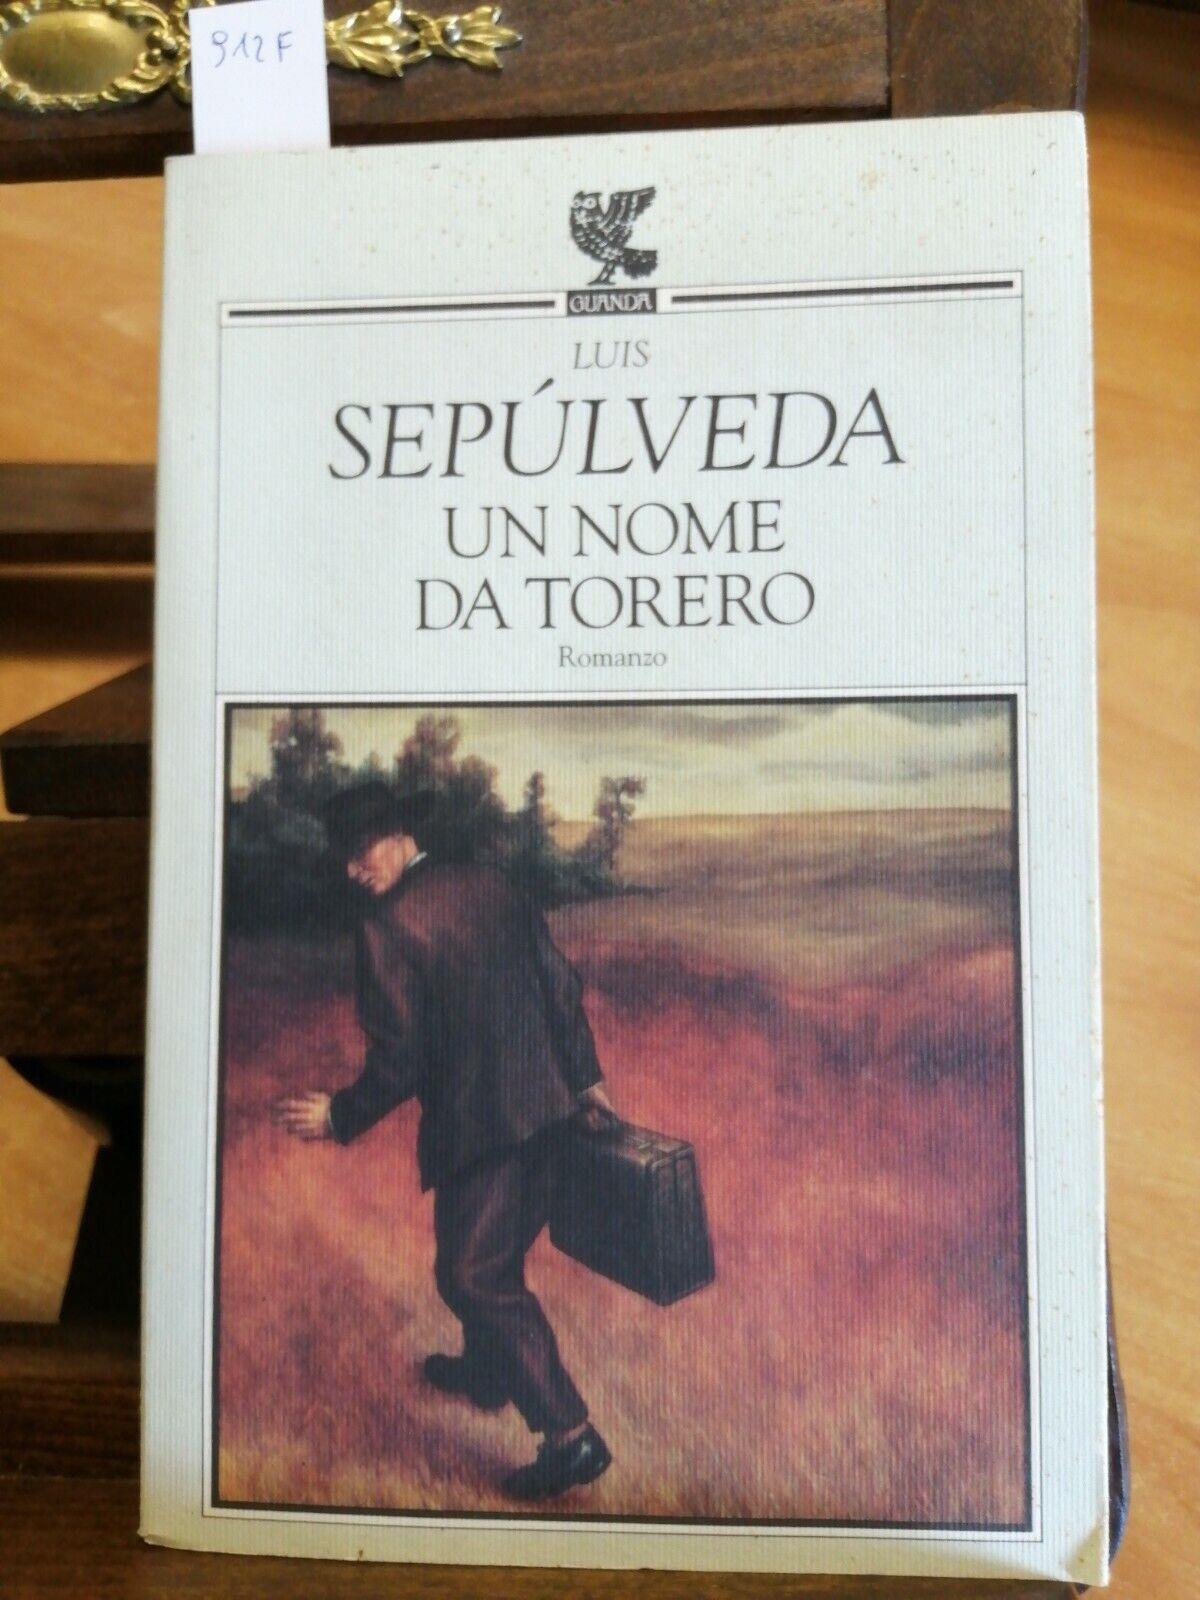 912F
GUANDA
LUIS
SEPÚLVEDA
UN NOME
DA TORERO
Romanzo